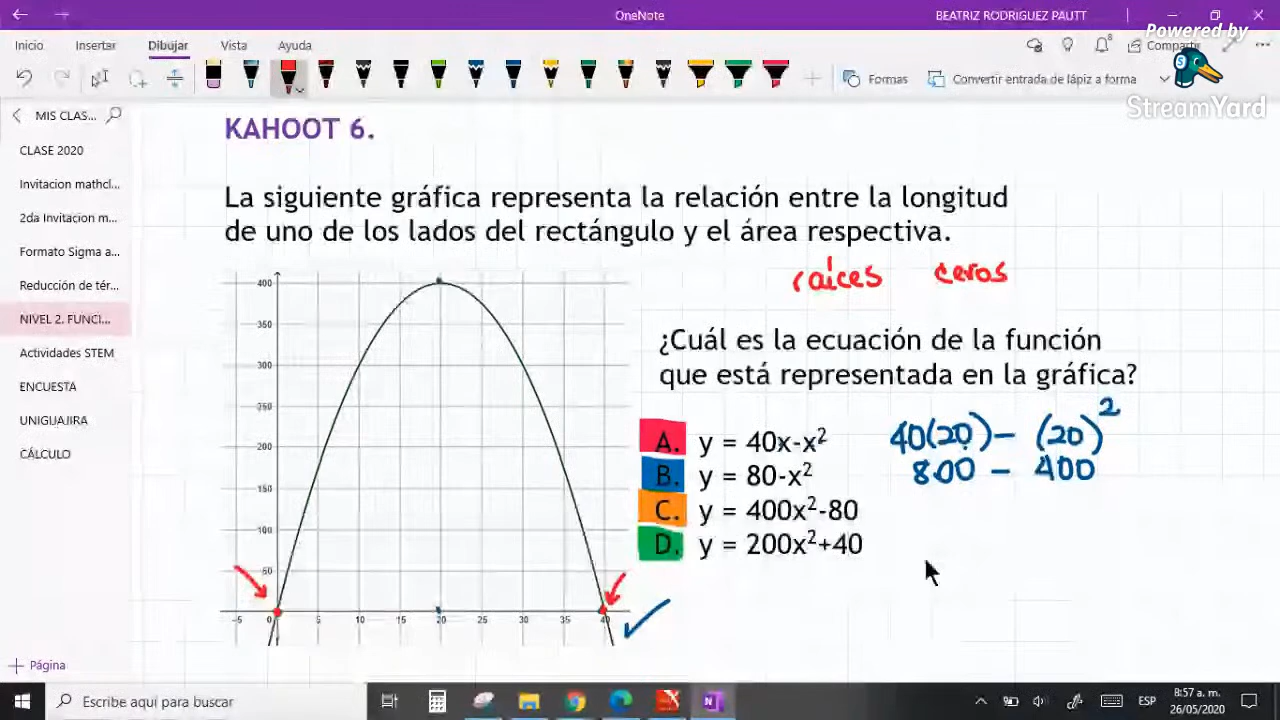 OneNote
BEATRIZ RODRIGUEZ PAUTT
Powered by
StreamYard
Inicio
Insertar
Dibujar
Vista
Ayuda
8
Compartir
Formas
Convertir entrada de lápiz a forma
MIS CLAS...
CLASE 2020
Invitacion mathcl...
2da Invitacion m...
Formato Sigma a...
Reducción de tér...
NIVEL 2. FUNCI...
Actividades STEM
ENCUESTA
UNIGUAJIRA
CÁLCULO
Página
KAHOOT 6.
La siguiente gráfica representa la relación entre la longitud
de uno de los lados del rectángulo y el área respectiva.
raíces ceros
400
350
300
250
200
150
100
50
-5 0 5 10 15 20 25 30 35 40
¿Cuál es la ecuación de la función
que está representada en la gráfica?
A. y = 40x-x²
B. y = 80-x²
C. y = 400x²-80
D. y = 200x²+40
40(20) - (20)²
800 - 400
Escribe aquí para buscar
ESP
8:57 a. m.
26/05/2020